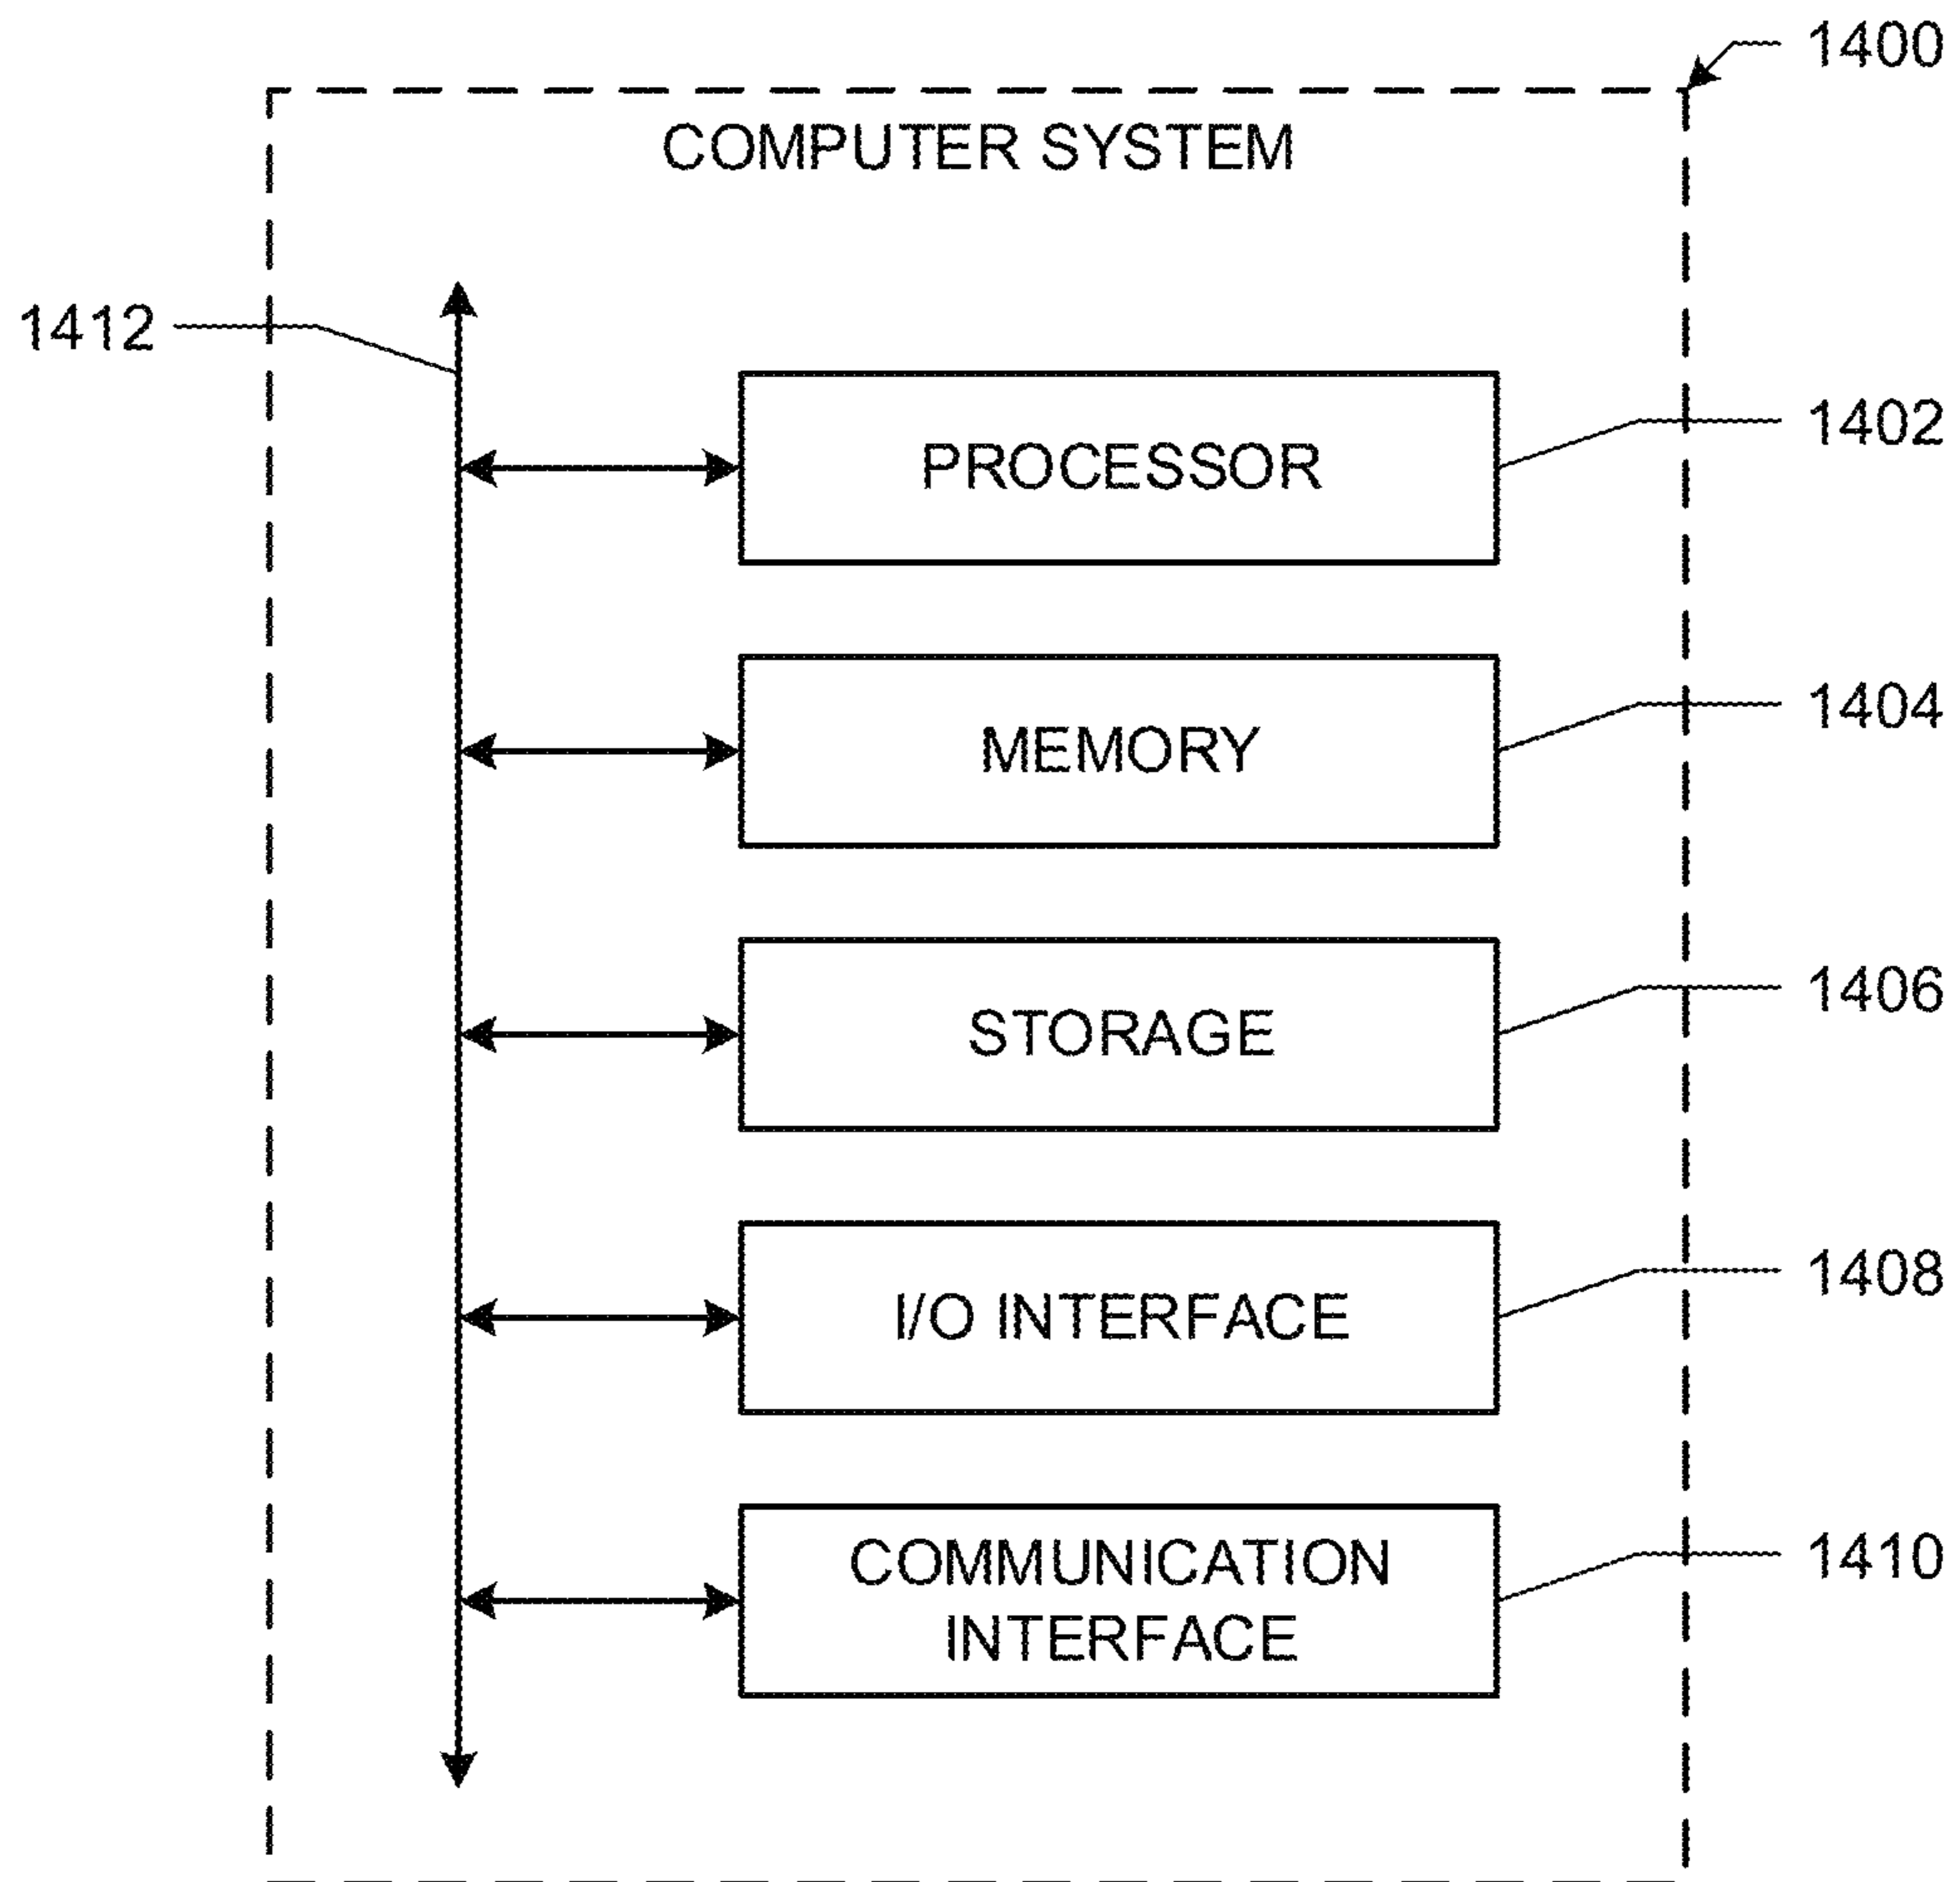 1400
COMPUTER SYSTEM
1412
PROCESSOR
1402
MEMORY
1404
STORAGE
1406
I/O INTERFACE
1408
COMMUNICATION
INTERFACE
1410